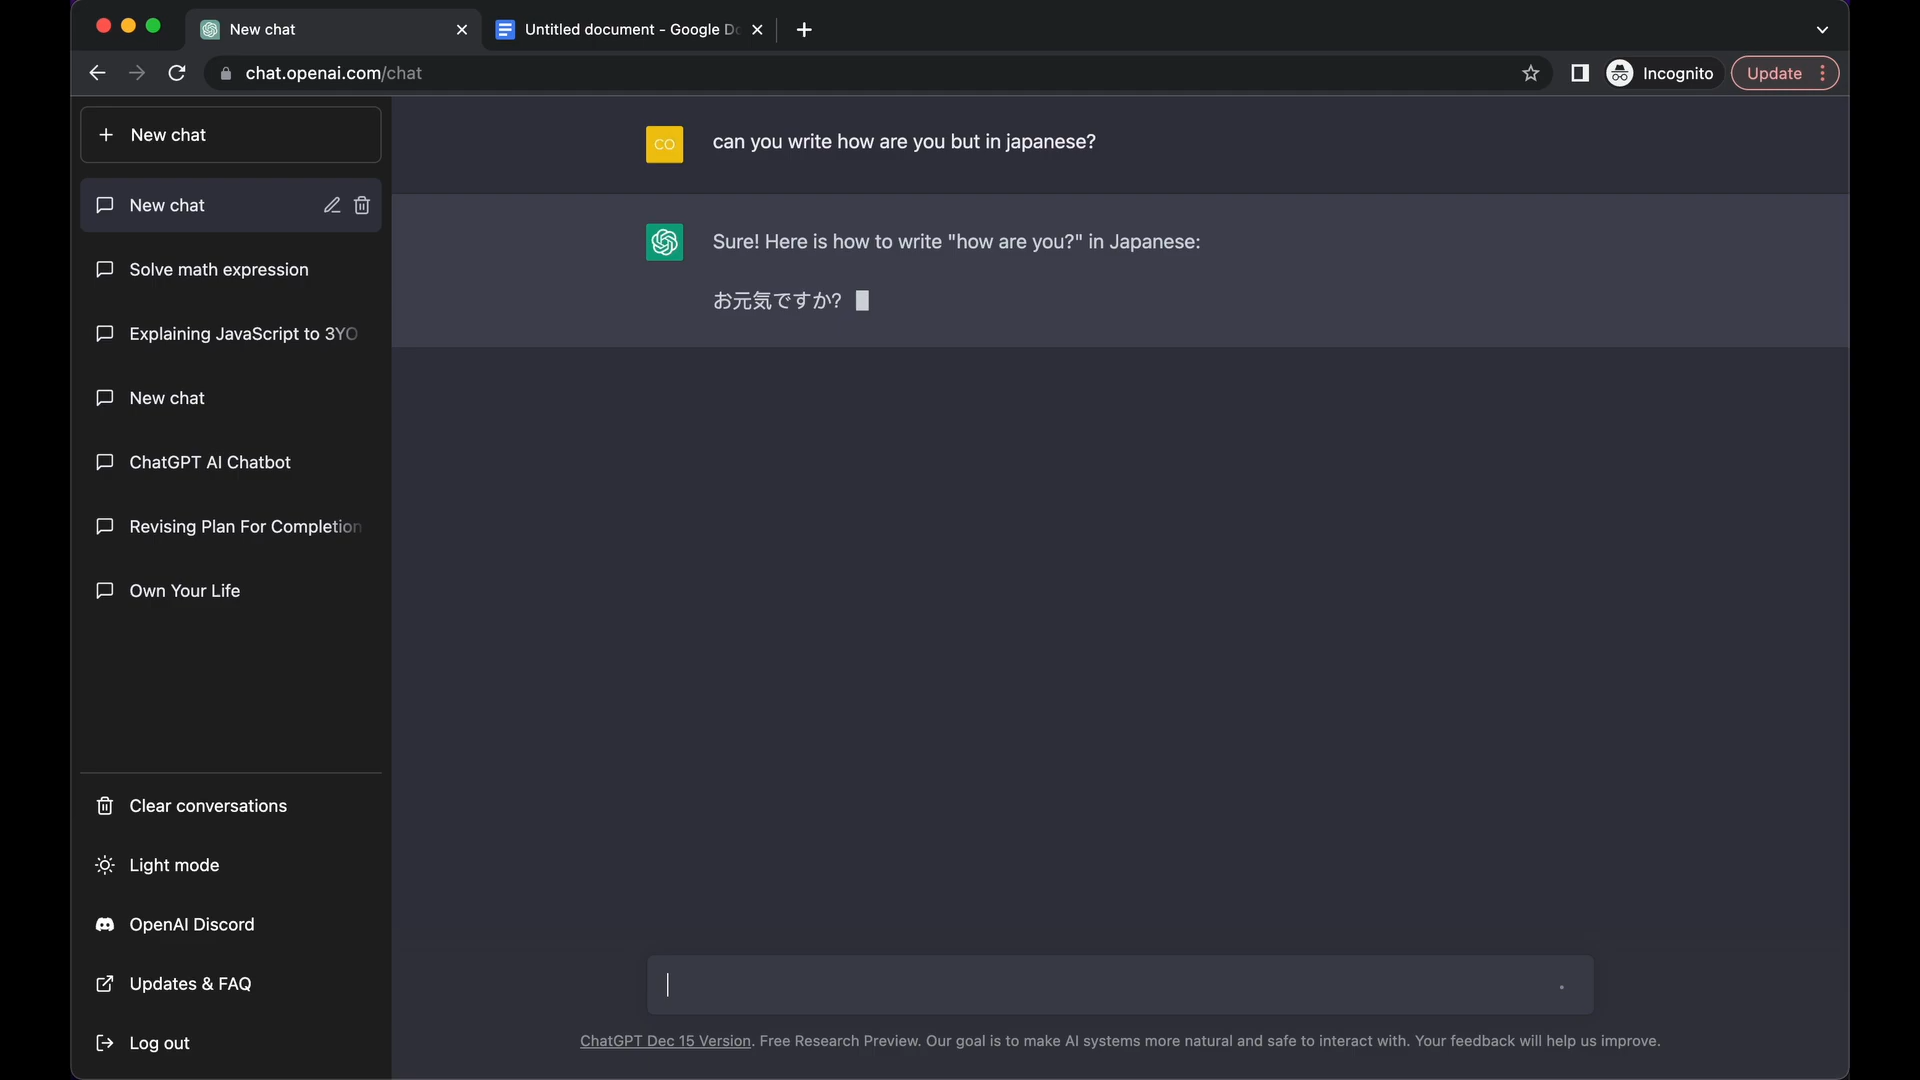 New chat
Untitled document - Google Do
chat.openai.com/chat
Incognito
Update
New chat
New chat
Solve math expression
Explaining JavaScript to 3YO
New chat
ChatGPT AI Chatbot
Revising Plan For Completion
Own Your Life
Clear conversations
Light mode
OpenAI Discord
Updates & FAQ
Log out
CO
can you write how are you but in japanese?
Sure! Here is how to write "how are you?" in Japanese:
お元気ですか?
ChatGPT Dec 15 Version. Free Research Preview. Our goal is to make AI systems more natural and safe to interact with. Your feedback will help us improve.